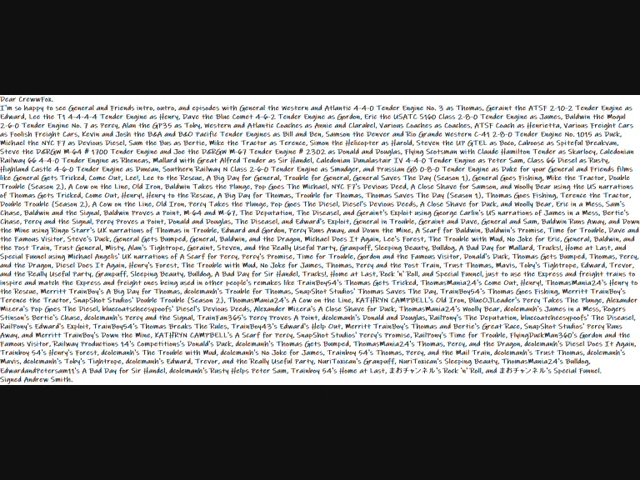 Dear CrewwFox,
I'm so happy to see General and Friends intro, outro, and episodes with General the Western and Atlantic 4-4-0 Tender Engine No. 3 as Thomas, Geraint the ATSF 2-10-2 Tender Engine as
Edward, Lee the T1 4-4-4-4 Tender Engine as Henry, Dave the Blue Comet 4-6-2 Tender Engine as Gordon, Eric the USATC S160 Class 2-8-0 Tender Engine as James, Baldwin the Mogul
2-6-0 Tender Engine No. 7 as Percy, Alan the GP35 as Toby, Western and Atlantic Coaches as Annie and Clarabel, Various Coaches as Coaches, ATSF Coach as Henrietta, Various Freight Cars
as Foolish Freight Cars, Kevin and Josh the B&A and B&O Pacific Tender Engines as Bill and Ben, Samson the Denver and Rio Grande Western C-41 2-8-0 Tender Engine No. 1015 as Duck,
Michael the NYC F7 as Devious Diesel, Sam the Bus as Bertie, Mike the Tractor as Terence, Simon the Helicopter as Harold, Steven the UP GTEL as Boco, Caboose as Spiteful Breakvan,
Steve the D&RGW M-64 # 1700 Tender Engine and Joe the D&RGw M-67 Tender Engine # 2302 as Donald and Douglas, Flying Scotsman with Claude Hamilton Tender as Skarloey, Caledonian
Railway 66 4-4-0 Tender Engine as Rheneas, Mallard with Great Alfred Tender as Sir Handel, Caledonian Dunalastair IV 4-4-0 Tender Engine as Peter Sam, Class 66 Diesel as Rusty,
Highland Castle 4-6-0 Tender Engine as Duncan, Southern Railway N Class 2-6-0 Tender Engine as Smudger, and Prussian G8 0-8-0 Tender Engine as Duke for your General and Friends films
like General Gets Tricked, Come Out, Lee!, Lee to the Rescue, A Big Day for General, Trouble for General, General Saves The Day (Season 1), General Goes Fishing, Mike the Tractor, Double
Trouble (Season 2), A Cow on the Line, Old Iron, Baldwin Takes the Plunge, Pop Goes The Michael, NYC F7's Devious Deed, A Close Shave for Samson, and Woolly Bear using the US narrations
of Thomas Gets Tricked, Come Out, Henry!, Henry to the Rescue, A Big Day for Thomas, Trouble for Thomas, Thomas Saves The Day (Season 1), Thomas Goes Fishing, Terence the Tractor,
Double Trouble (Season 2), A Cow on the Line, Old Iron, Percy Takes the Plunge, Pop Goes The Diesel, Diesel's Devious Deeds, A Close Shave for Duck, and Woolly Bear, Eric in a Mess, Sam's
Chase, Baldwin and the Signal, Baldwin Proves a Point, M-64 and M-67, The Deputation, The Diseasel, and Geraint's Exploit using George Carlin's US narrations of James in a Mess, Bertie's
Chase, Percy and the Signal, Percy Proves A Point, Donald and Douglas, The Diseasel, and Edward's Exploit, General in Trouble, Geraint and Dave, General and Sam, Baldwin Runs Away, and Down
the Mine using Ringo Starr's UK narrations of Thomas in Trouble, Edward and Gordon, Percy Runs Away, and Down the Mine, A Scarf for Baldwin, Baldwin's Promise, Time for Trouble, Dave and
the Famous Visitor, Steve's Duck, General Gets Bumped, General, Baldwin, and the Dragon, Michael Does It Again, Lee's Forest, The Trouble with Mud, No Joke for Eric, General, Baldwin, and
the Post Train, Trust General, Misty, Alan's Tightrope, Geraint, Steven, and the Really Useful Party, Granpuff, Sleeping Beauty, Bulldog, A Bad Day for Mallard, Trucks!, Home at Last, and
Special Funnel using Michael Angelis' UK narrations of A Scarf for Percy, Percy's Promise, Time for Trouble, Gordon and the Famous Visitor, Donald's Duck, Thomas Gets Bumped, Thomas, Percy,
and the Dragon, Diesel Does It Again, Henry's Forest, The Trouble with Mud, No Joke for James, Thomas, Percy and the Post Train, Trust Thomas, Mavis, Toby's Tightrope, Edward, Trevor,
and the Really Useful Party, Granpuff, Sleeping Beauty, Bulldog, A Bad Day for Sir Handel, Trucks!, Home at Last, Rock 'n' Roll, and Special Funnel, just to use the Express and freight trains to
inspire and match the Express and freight ones being used in other people's remakes like TrainBoy54's Thomas Gets Tricked, ThomasMania24's Come Out, Henry!, ThomasMania24's Henry to
the Rescue, Merritt TrainBoy's A Big Day for Thomas, dcolemanh's Trouble for Thomas, SnapShot Studios' Thomas Saves The Day, TrainBoy54's Thomas Goes Fishing, Merritt TrainBoy's
Terence the Tractor, SnapShot Studios' Double Trouble (Season 2), ThomasMania24's A Cow on the Line, KATHRYN CAMPBELL's Old Iron, BlueOJLeader's Percy Takes The Plunge, Alexander
Mizera's Pop Goes The Diesel, bluecoatcheesypoofs' Diesel's Devious Deeds, Alexander Mizera's A Close Shave for Duck, ThomasMania24's Woolly Bear, dcolemanh's James in a Mess, Rogers
Stinson's Bertie's Chase, dcolemanh's Percy and the Signal, TrainFan365's Percy Proves A Point, dcolemanh's Donald and Douglas, RailPony's The Deputation, bluecoatcheesypoofs' The Diseasel,
RailPony's Edward's Exploit, TrainBoy54's Thomas Breaks The Rules, TrainBoy43's Edward's Help Out, Merritt TrainBoy's Thomas and Bertie's Great Race, SnapShot Studios' Percy Runs
Away, and Merritt TrainBoy's Down the Mine, KATHRYN CAMPBELL's A Scarf for Percy, SnapShot Studios' Percy's Promise, RailPony's Time for Trouble, FlyingDuckMan360's Gordon and the
Famous Visitor, Railway Productions 14's Competition's Donald's Duck, dcolemanh's Thomas Gets Bumped, ThomasMania24's Thomas, Percy, and the Dragon, dcolemanh's Diesel Does It Again,
Trainboy 54's Henry's Forest, dcolemanh's The Trouble with Mud, dcolemanh's No Joke for James, Trainboy 54's Thomas, Percy, and the Mail Train, dcolemanh's Trust Thomas, dcolemanh's
Mavis, dcolemanh's Toby's Tightrope, dcolemanh's Edward, Trevor, and the Really Useful Party, NariToxican's Granpuff, NariToxican's Sleeping Beauty, ThomasMania24's Bulldog,
EdwardandPetersam11's A Bad Day for Sir Handel, dcolemanh's Rusty Helps Peter Sam, Trainboy 54's Home at Last, まおチャンネル's Rock 'n' Roll, and まおチャンネル's Special Funnel.
Signed Andrew Smith.